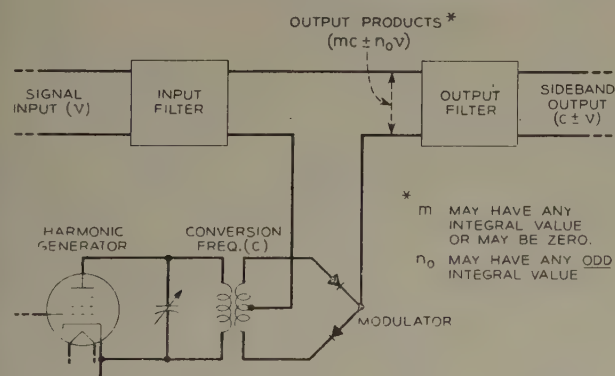 OUTPUT PRODUCTS *
(mc ± n₀v)
SIGNAL
INPUT (V)
INPUT
FILTER
OUTPUT
FILTER
SIDEBAND
OUTPUT
(c ± v)
HARMONIC
GENERATOR
CONVERSION
FREQ.(C)
MODULATOR
* m MAY HAVE ANY
INTEGRAL VALUE
OR MAY BE ZERO.
n₀ MAY HAVE ANY ODD
INTEGRAL VALUE